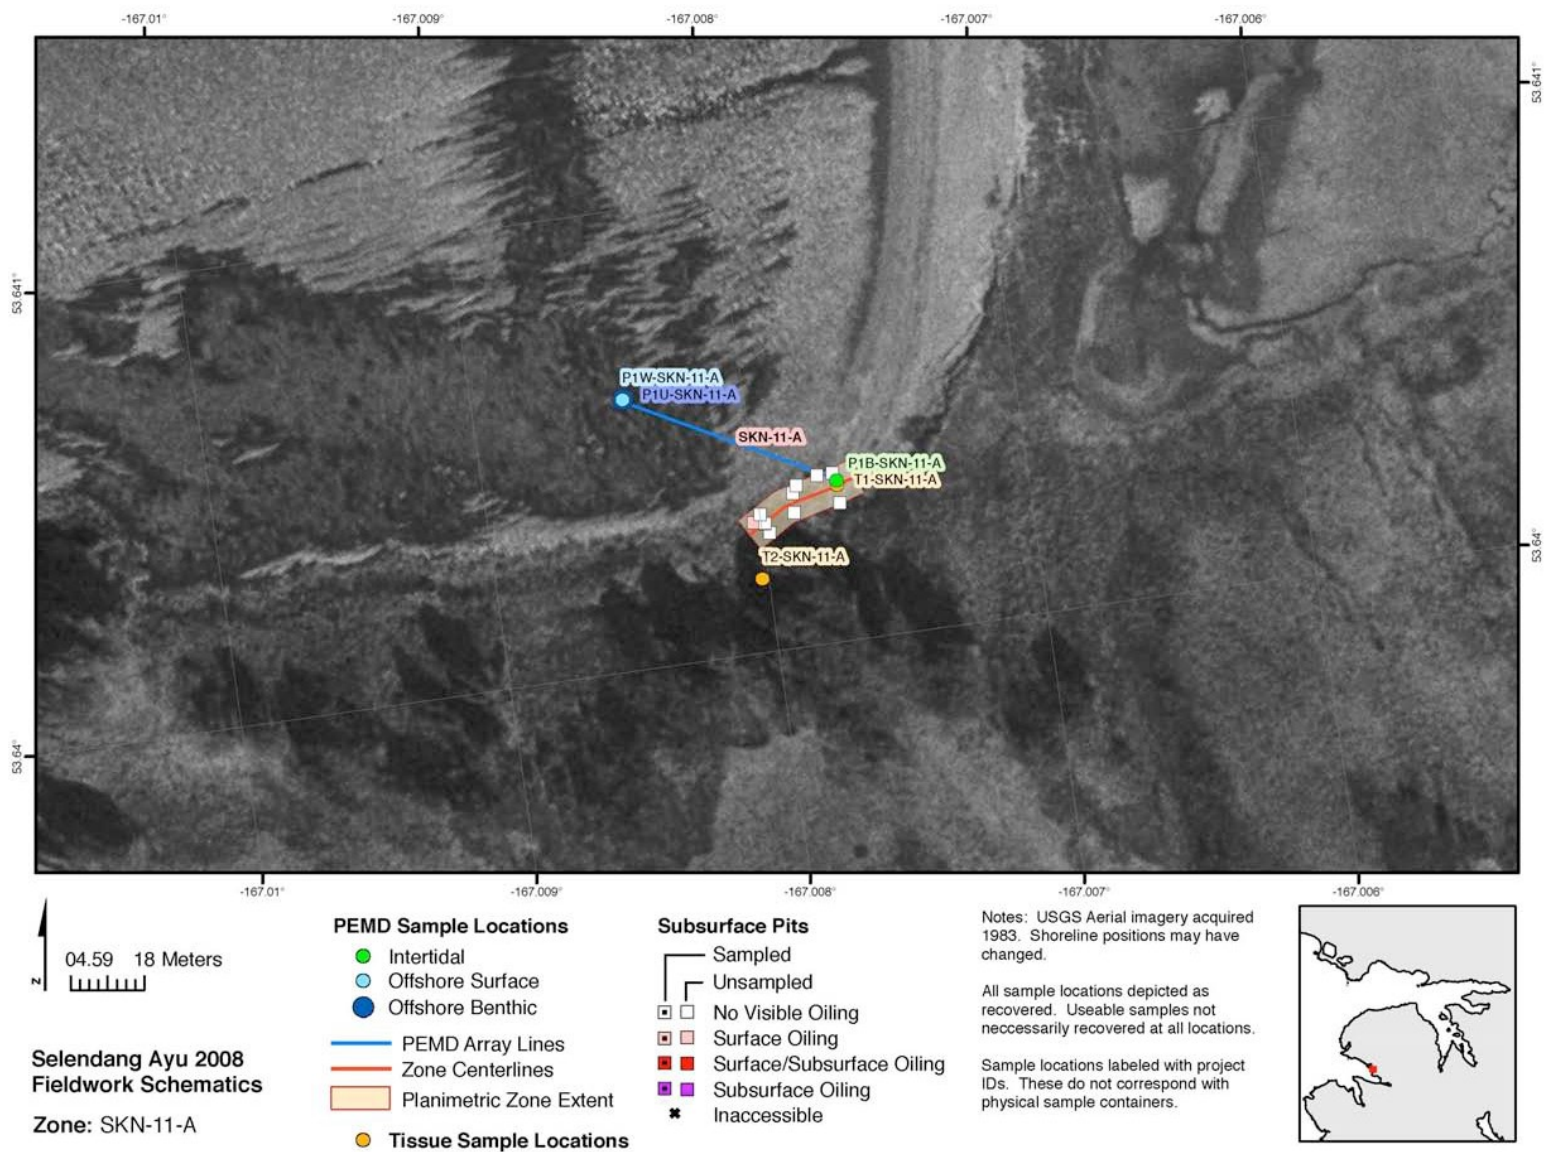 -167.01° -167.009° -167.008° -167.007° -167.006°
53.641°
53.641°
P1W-SKN-11-A
P1U-SKN-11-A
SKN-11-A
P1B-SKN-11-A
T1-SKN-11-A
T2-SKN-11-A
53.64°
53.64°
-167.01° -167.009° -167.008° -167.007° -167.006°
N
04.59 18 Meters
Selendang Ayu 2008
Fieldwork Schematics
Zone: SKN-11-A
PEMD Sample Locations
Intertidal
Offshore Surface
Offshore Benthic
PEMD Array Lines
Zone Centerlines
Planimetric Zone Extent
Tissue Sample Locations
Subsurface Pits
Sampled
Unsampled
No Visible Oiling
Surface Oiling
Surface/Subsurface Oiling
Subsurface Oiling
Inaccessible
Notes: USGS Aerial imagery acquired
1983. Shoreline positions may have
changed.
All sample locations depicted as
recovered. Useable samples not
neccessarily recovered at all locations.
Sample locations labeled with project
IDs. These do not correspond with
physical sample containers.